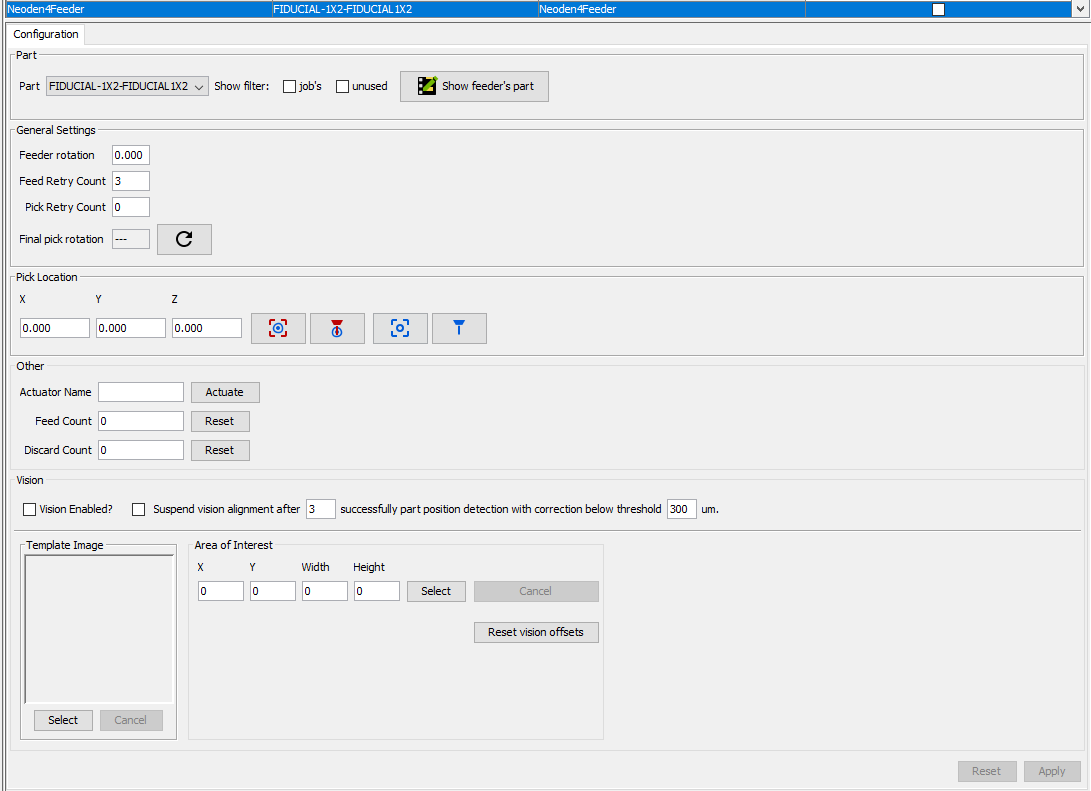 Neoden4Feeder FIDUCIAL-1X2-FIDUCIAL1X2 Neoden4Feeder
Configuration
Part
Part FIDUCIAL-1X2-FIDUCIAL1X2 Show filter: job's unused Show feeder's part
General Settings
Feeder rotation 0.000
Feed Retry Count 3
Pick Retry Count 0
Final pick rotation ---
Pick Location
X Y Z
0.000 0.000 0.000
Other
Actuator Name Actuate
Feed Count 0 Reset
Discard Count 0 Reset
Vision
Vision Enabled? Suspend vision alignment after 3 successfully part position detection with correction below threshold 300 um.
Template Image Area of Interest
X Y Width Height
0 0 0 0 Select Cancel
Reset vision offsets
Select Cancel
Reset Apply